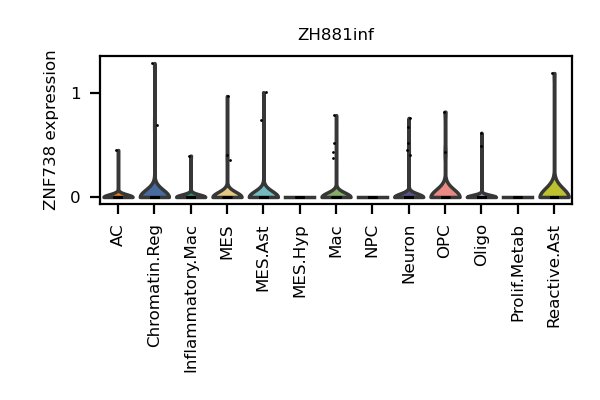 ZH881inf
ZNF738 expression
1
0
AC
Chromatin.Reg
Inflammatory.Mac
MES
MES.Ast
MES.Hyp
Mac
NPC
Neuron
OPC
Oligo
Prolif.Metab
Reactive.Ast